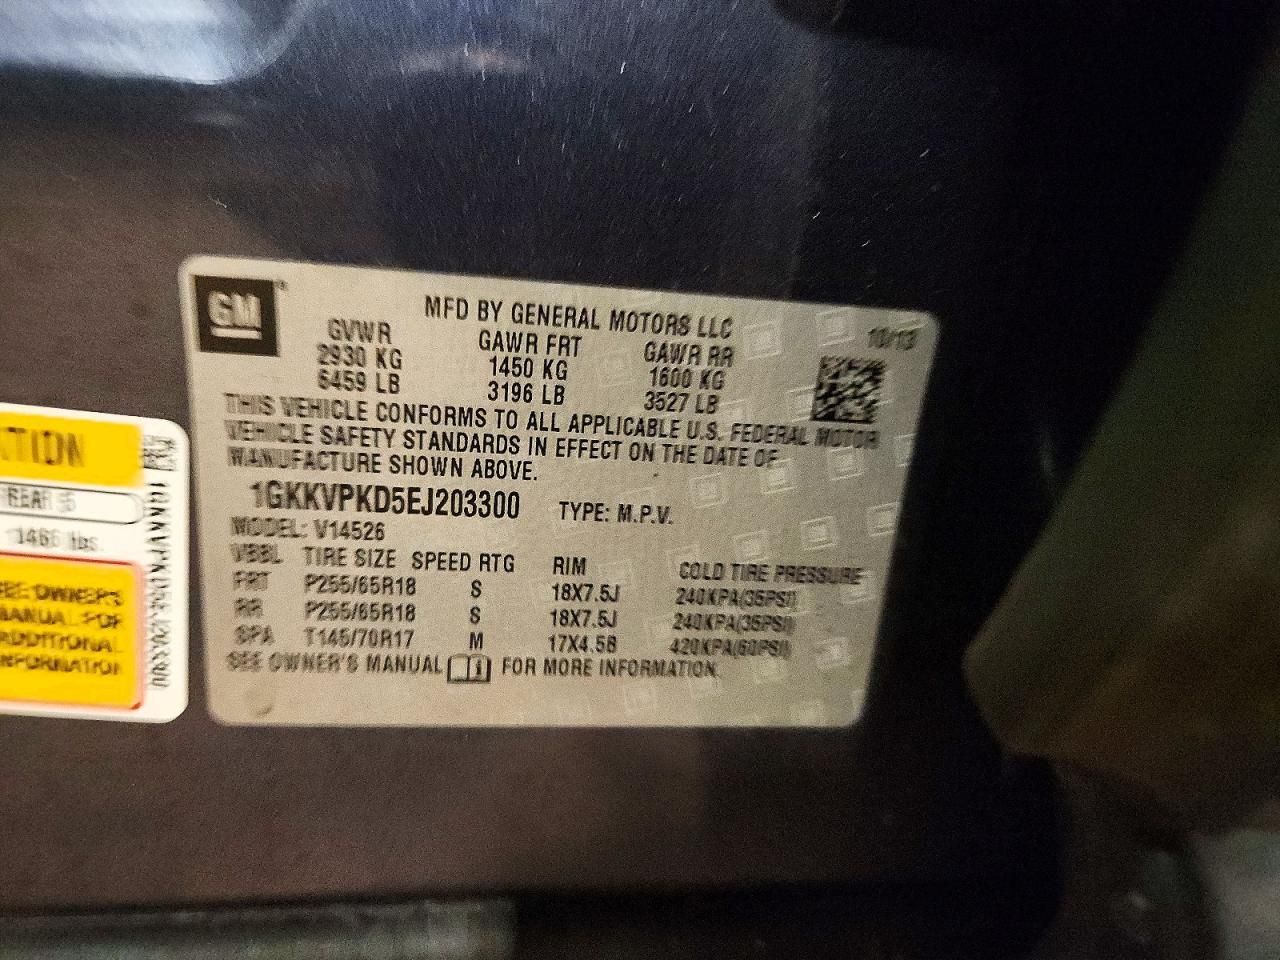 GM
MFD BY GENERAL MOTORS LLC
10/13
GVWR GAWR FRT GAWR RR
2930 KG 1450 KG 1600 KG
6459 LB 3196 LB 3527 LB
THIS VEHICLE CONFORMS TO ALL APPLICABLE U.S. FEDERAL MOTOR
VEHICLE SAFETY STANDARDS IN EFFECT ON THE DATE OF
MANUFACTURE SHOWN ABOVE.
1GKKVPKD5EJ203300 TYPE: M.P.V.
MODEL: V14526
TIRE SIZE SPEED RTG RIM COLD TIRE PRESSURE
FRT P255/65R18 S 18X7.5J 240KPA(35PSI)
RR P255/65R18 S 18X7.5J 240KPA(35PSI)
SPA T145/70R17 M 17X4.5B 420KPA(60PSI)
SEE OWNER'S MANUAL FOR MORE INFORMATION.
REAR
lbs.
SEE OWNER'S
MANUAL FOR
ADDITIONAL
INFORMATION
1GKKVPKD5EJ203300